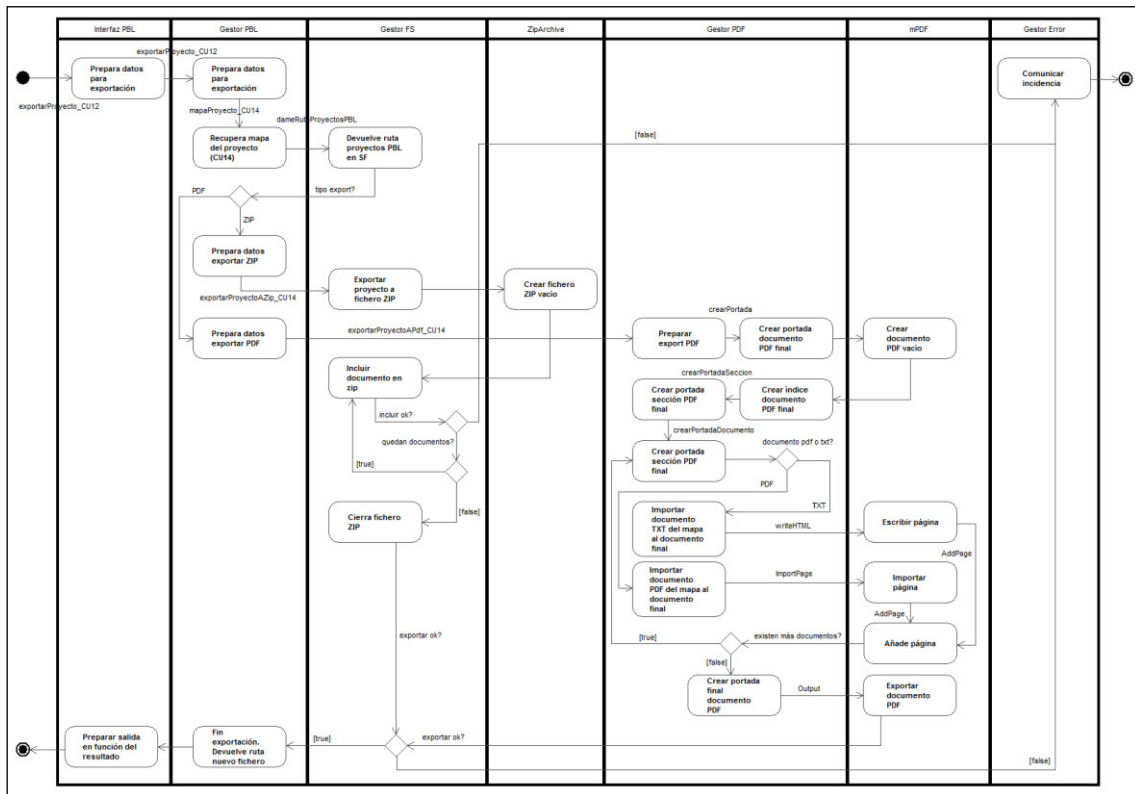 Interfaz PBL
Gestor PBL
Gestor FS
ZipArchive
Gestor PDF
mPDF
Gestor Error
exportarProyecto_CU12
Prepara datos
para
exportación
Prepara datos
para
exportación
Comunicar
incidencia
exportarProyecto_CU12
mapaProyecto_CU14
dameRutaProyectosPBL
Recupera mapa
del proyecto
(CU14)
Devuelve ruta
proyectos PBL
en SF
[false]
PDF
tipo export?
ZIP
Prepara datos
exportar ZIP
exportarProyectoAZip_CU14
Exportar
proyecto a
fichero ZIP
Crear fichero
ZIP vacío
Prepara datos
exportar PDF
exportarProyectoAPdf_CU14
crearPortada
Preparar
export PDF
Crear portada
documento
PDF final
Crear
documento
PDF vacío
Incluir
documento en
zip
crearPortadaSeccion
Crear portada
sección PDF
final
Crear índice
documento
PDF final
incluir ok?
quedan documentos?
crearPortadaDocumento
Crear portada
sección PDF
final
documento pdf o txt?
[true]
PDF
TXT
[false]
Cierra fichero
ZIP
Importar
documento
TXT del mapa
al documento
final
writeHTML
Escribir página
AddPage
Importar
documento
PDF del mapa al
documento
final
ImportPage
Importar
página
AddPage
exportar ok?
[true]
existen más documentos?
Añade página
[false]
Crear portada
final
documento
PDF
Output
Exportar
documento
PDF
Preparar salida
en función del
resultado
Fin
exportación.
Devuelve ruta
nuevo fichero
[true]
exportar ok?
[false]